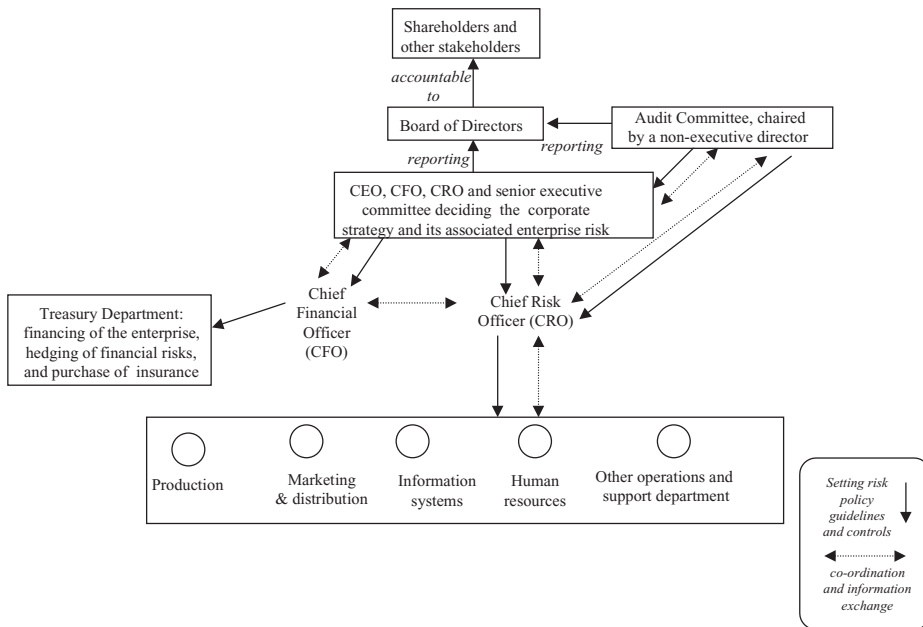 Shareholders and
other stakeholders
accountable
to
Board of Directors
Audit Committee, chaired
by a non-executive director
reporting
reporting
CEO, CFO, CRO and senior executive
committee deciding the corporate
strategy and its associated enterprise risk
Chief
Financial
Officer
(CFO)
Chief Risk
Officer (CRO)
Treasury Department:
financing of the enterprise,
hedging of financial risks,
and purchase of insurance
Production
Marketing
& distribution
Information
systems
Human
resources
Other operations and
support department
Setting risk
policy
guidelines
and controls
co-ordination
and information
exchange